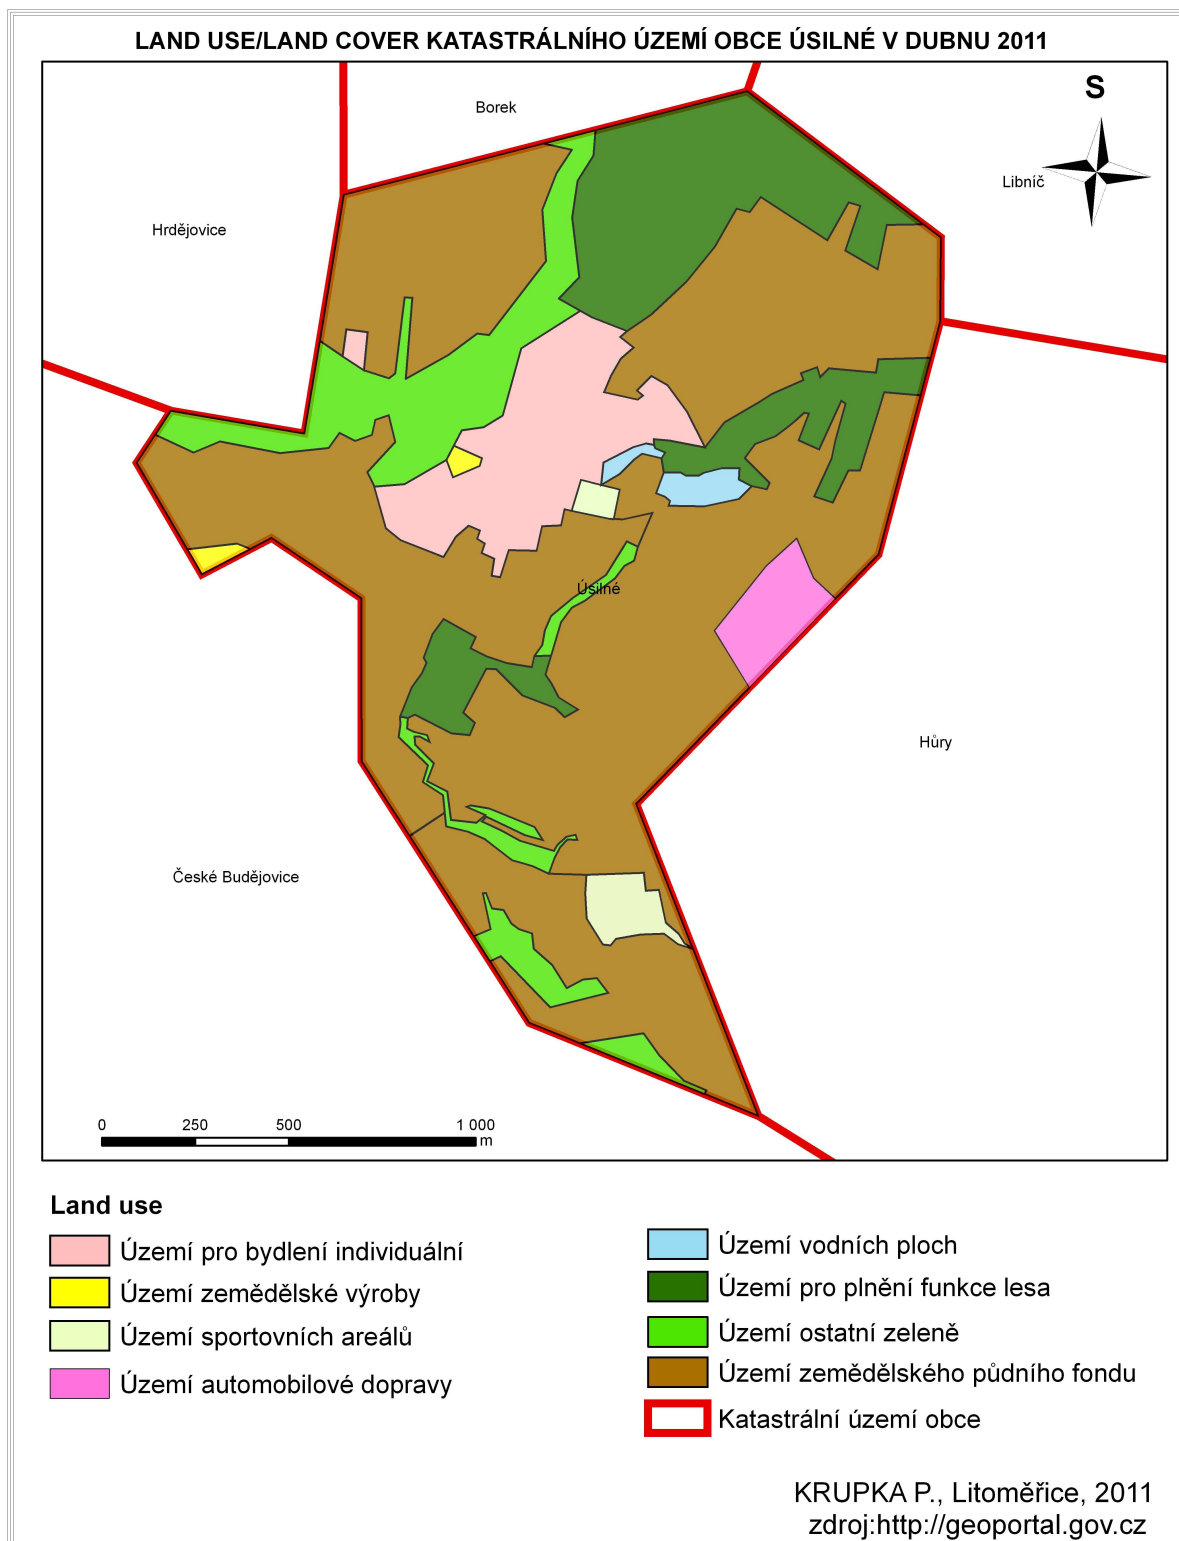 LAND USE/LAND COVER KATASTRÁLNÍHO ÚZEMÍ OBCE ÚSILNÉ V DUBNU 2011
S
Borek
Libníč
Hrdějovice
Úsilné
Hůry
České Budějovice
0 250 500 1 000
m
Land use
Území pro bydlení individuální
Území zemědělské výroby
Území sportovních areálů
Území automobilové dopravy
Území vodních ploch
Území pro plnění funkce lesa
Území ostatní zeleně
Území zemědělského půdního fondu
Katastrální území obce
KRUPKA P., Litoměřice, 2011
zdroj:http://geoportal.gov.cz